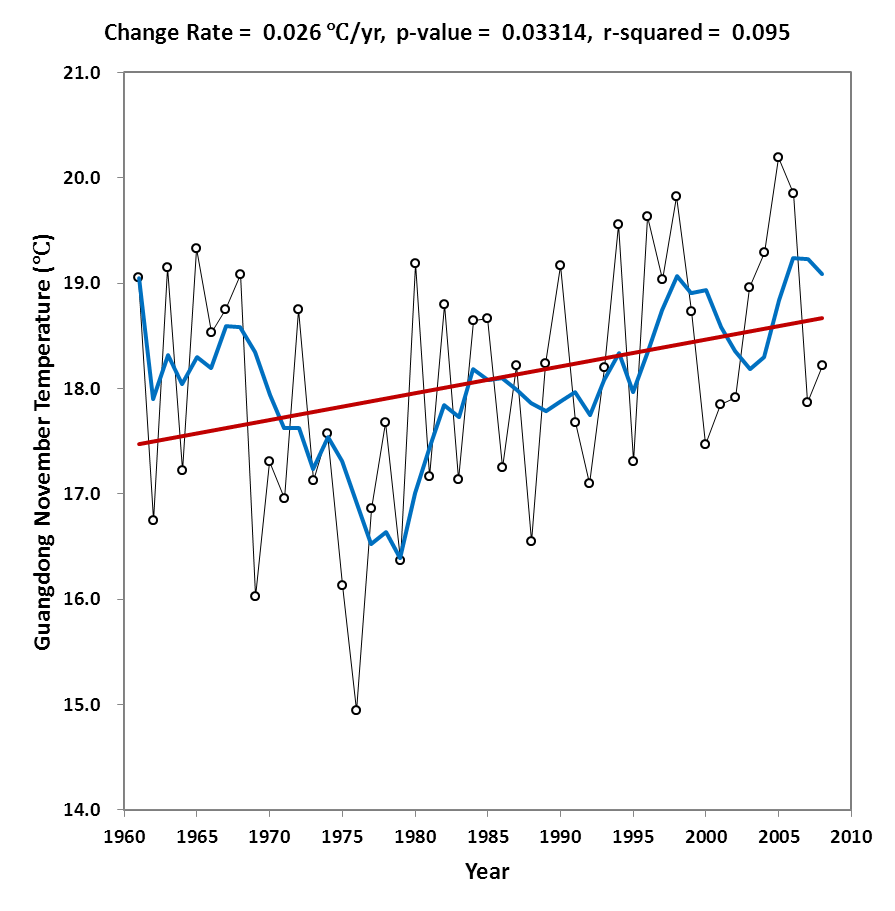 Change Rate = 0.026 ℃/yr, p-value = 0.03314, r-squared = 0.095
21.0
20.0
19.0
18.0
17.0
16.0
15.0
14.0
Guangdong November Temperature (℃)
1960 1965 1970 1975 1980 1985 1990 1995 2000 2005 2010
Year